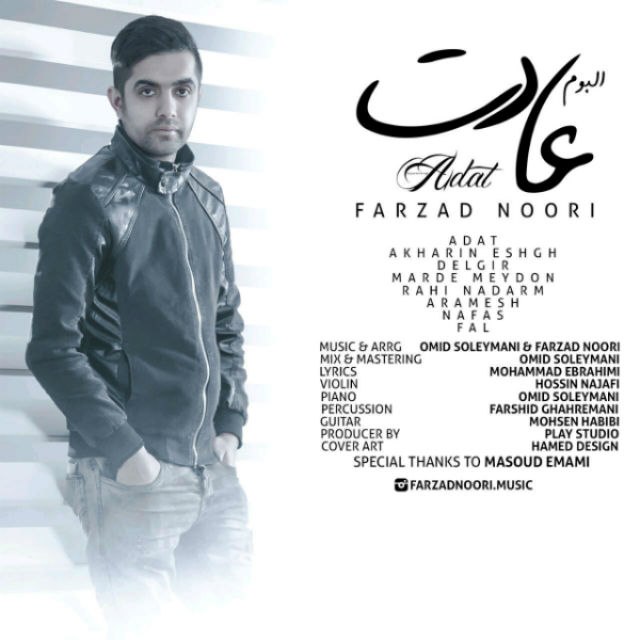 البوم
عادت
Adat
FARZAD NOORI
ADAT
AKHARIN ESHGH
DELGIR
MARDE MEYDON
RAHI NADARM
ARAMESH
NAFAS
FAL
MUSIC & ARRG OMID SOLEYMANI & FARZAD NOORI
MIX & MASTERING OMID SOLEYMANI
LYRICS MOHAMMAD EBRAHIMI
VIOLIN HOSSIN NAJAFI
PIANO OMID SOLEYMANI
PERCUSSION FARSHID GHAHREMANI
GUITAR MOHSEN HABIBI
PRODUCER BY PLAY STUDIO
COVER ART HAMED DESIGN
SPECIAL THANKS TO MASOUD EMAMI
FARZADNOORI.MUSIC